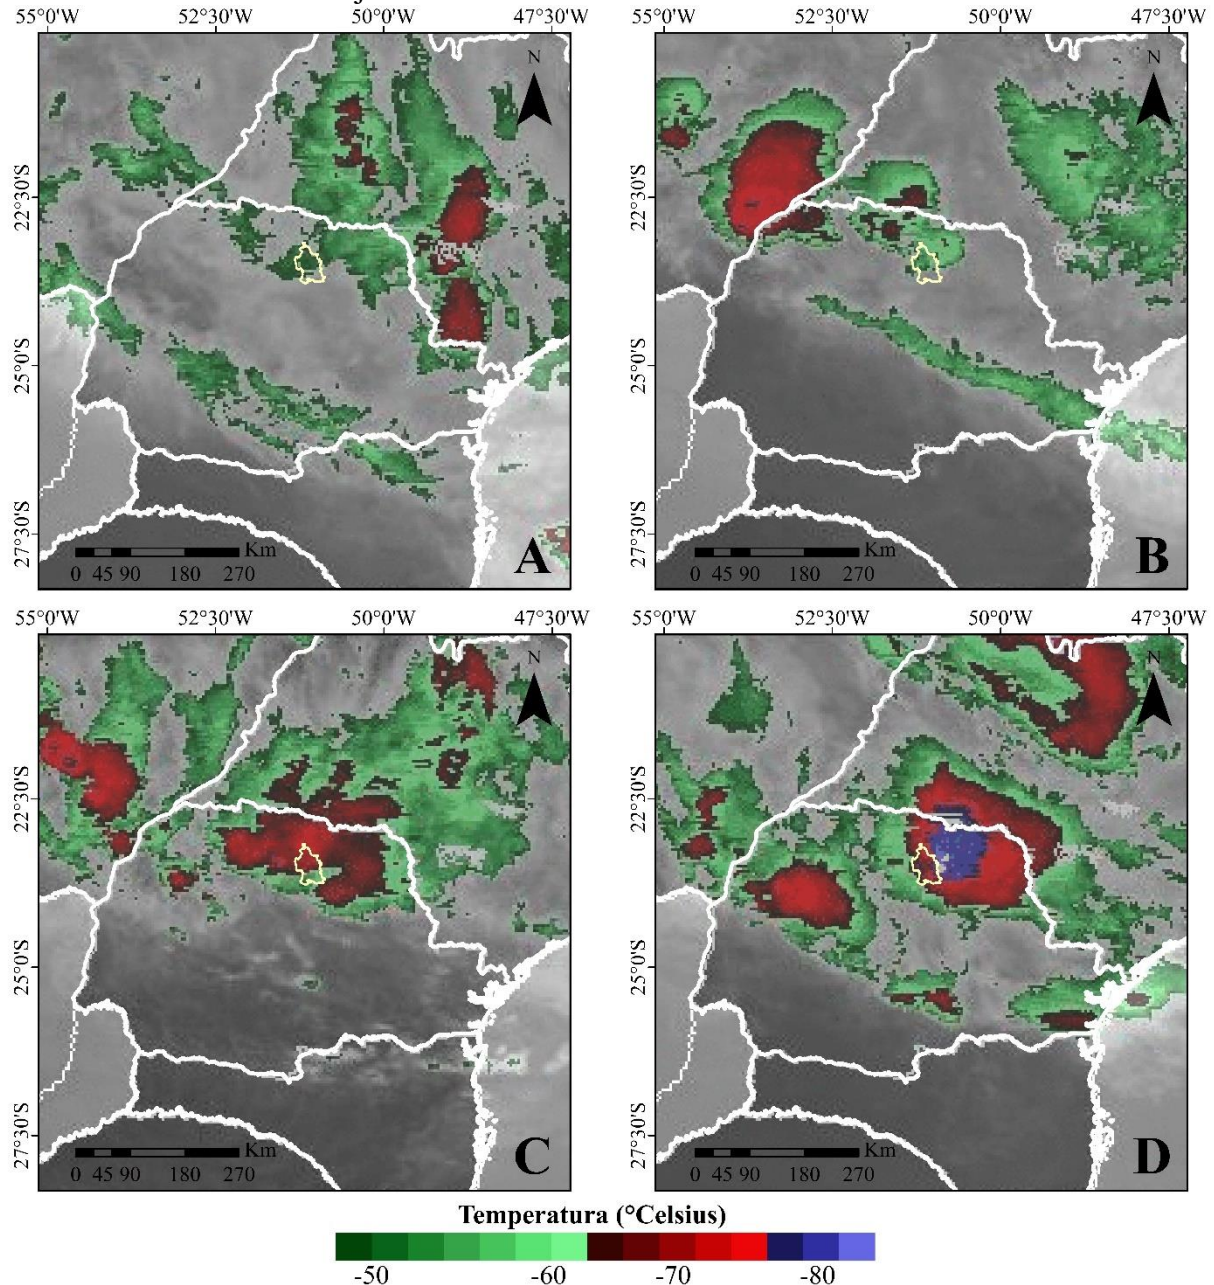 55°0'W 52°30'W 50°0'W 47°30'W 55°0'W 52°30'W 50°0'W 47°30'W
N N
22°30'S 22°30'S
25°0'S 25°0'S
27°30'S 27°30'S
Km Km
0 45 90 180 270 A 0 45 90 180 270 B
55°0'W 52°30'W 50°0'W 47°30'W 55°0'W 52°30'W 50°0'W 47°30'W
N N
22°30'S 22°30'S
25°0'S 25°0'S
27°30'S 27°30'S
Km Km
0 45 90 180 270 C 0 45 90 180 270 D
Temperatura (°Celsius)
-50 -60 -70 -80